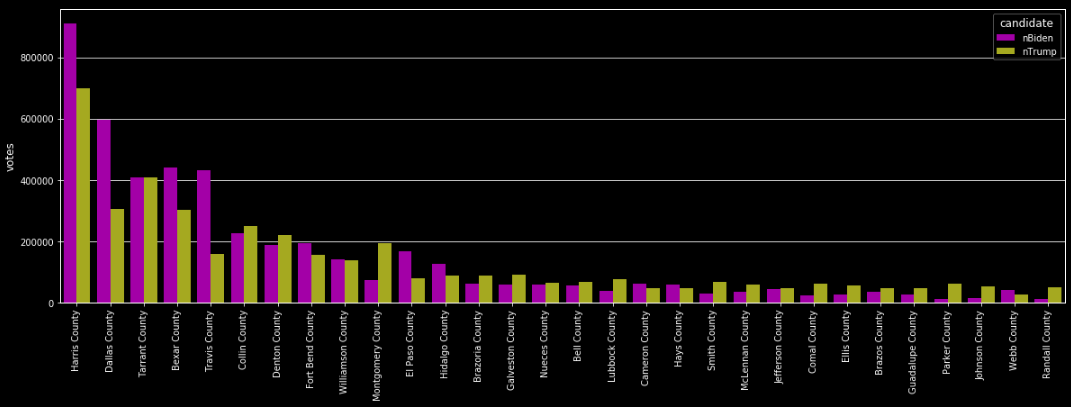 candidate
nBiden
nTrump
votes
800000
600000
400000
200000
0
Harris County
Dallas County
Tarrant County
Bexar County
Travis County
Collin County
Denton County
Fort Bend County
Williamson County
Montgomery County
El Paso County
Hidalgo County
Brazoria County
Galveston County
Nueces County
Bell County
Lubbock County
Cameron County
Hays County
Smith County
McLennan County
Jefferson County
Comal County
Ellis County
Brazos County
Guadalupe County
Parker County
Johnson County
Webb County
Randall County